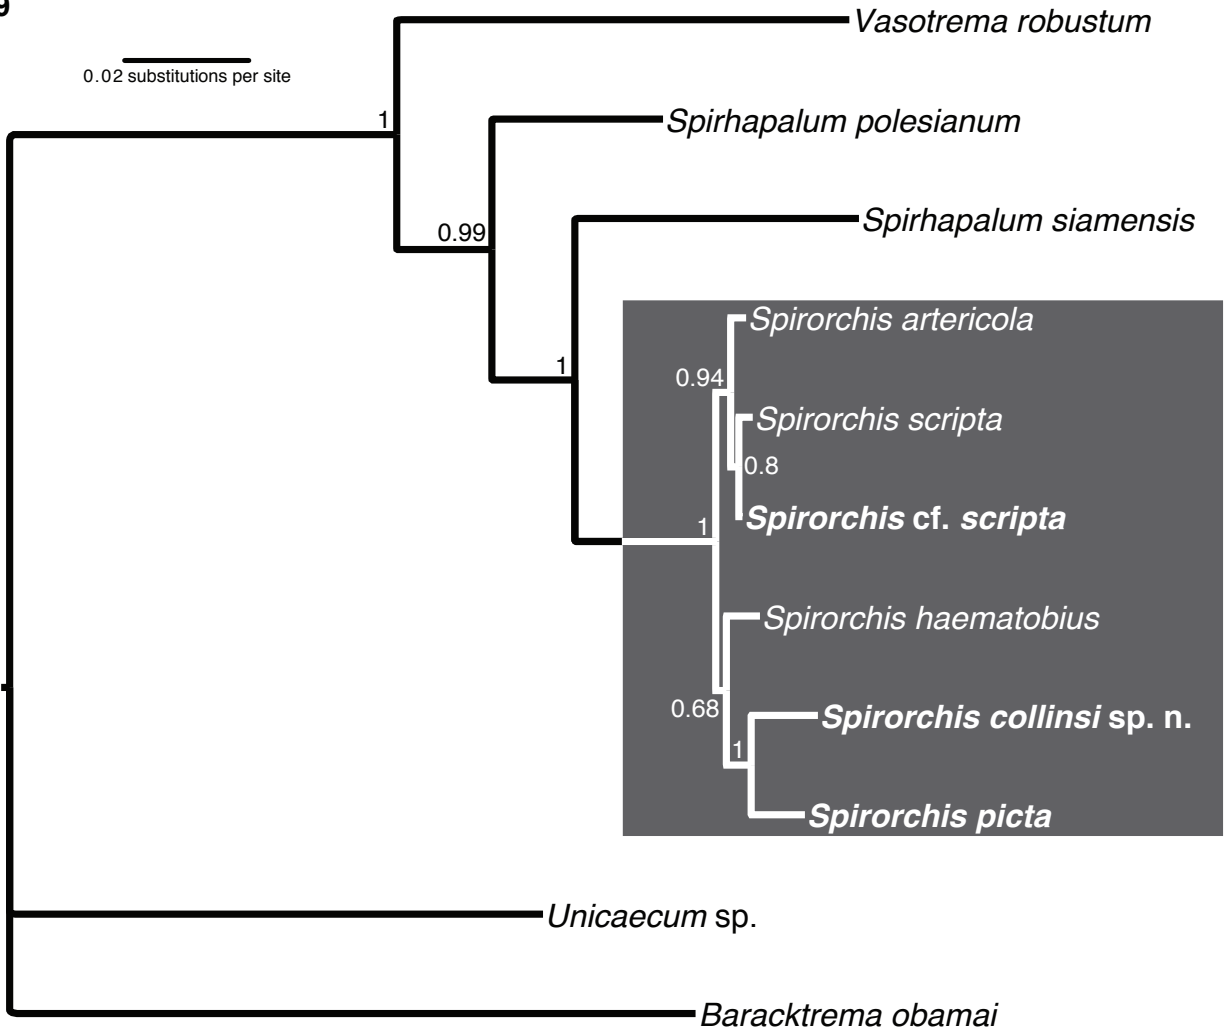 9
Vasotrema robustum
0.02 substitutions per site
1
Spirhapalum polesianum
0.99
Spirhapalum siamensis
1
Spirorchis artericola
0.94
Spirorchis scripta
0.8
Spirorchis cf. scripta
1
Spirorchis haematobius
0.68
Spirorchis collinsi sp. n.
1
Spirorchis picta
Unicaecum sp.
Baracktrema obamai